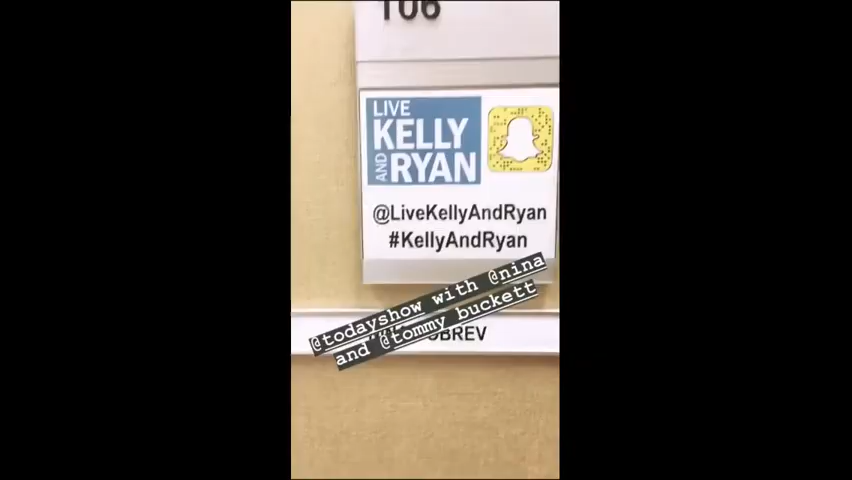 106
LIVE
KELLY
AND RYAN
@LiveKellyAndRyan
#KellyAndRyan
@todayshow with @nina
and @tommy buckett